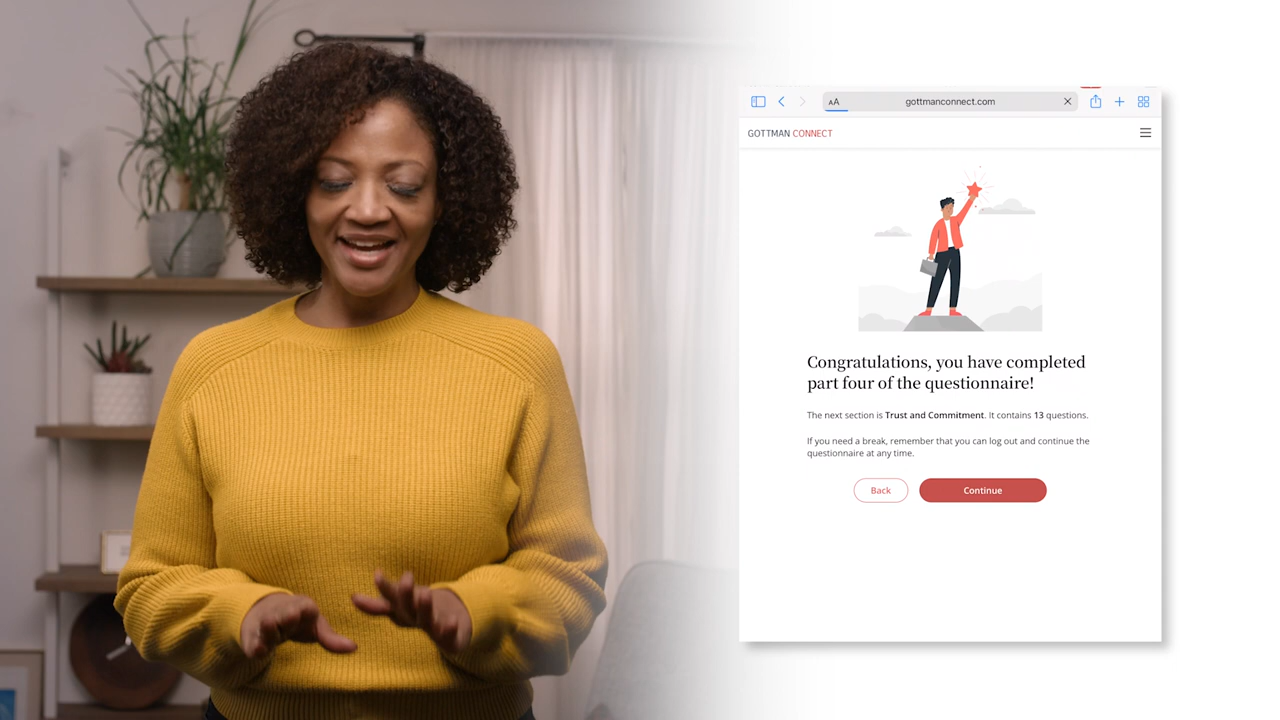 AA
gottmanconnect.com
GOTTMAN CONNECT
Congratulations, you have completed
part four of the questionnaire!
The next section is Trust and Commitment. It contains 13 questions.
If you need a break, remember that you can log out and continue the
questionnaire at any time.
Back
Continue